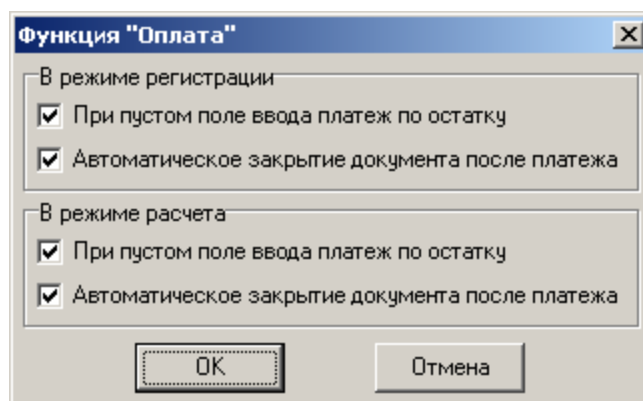 Функция "Оплата"
В режиме регистрации
При пустом поле ввода платеж по остатку
Автоматическое закрытие документа после платежа
В режиме расчета
При пустом поле ввода платеж по остатку
Автоматическое закрытие документа после платежа
OK
Отмена